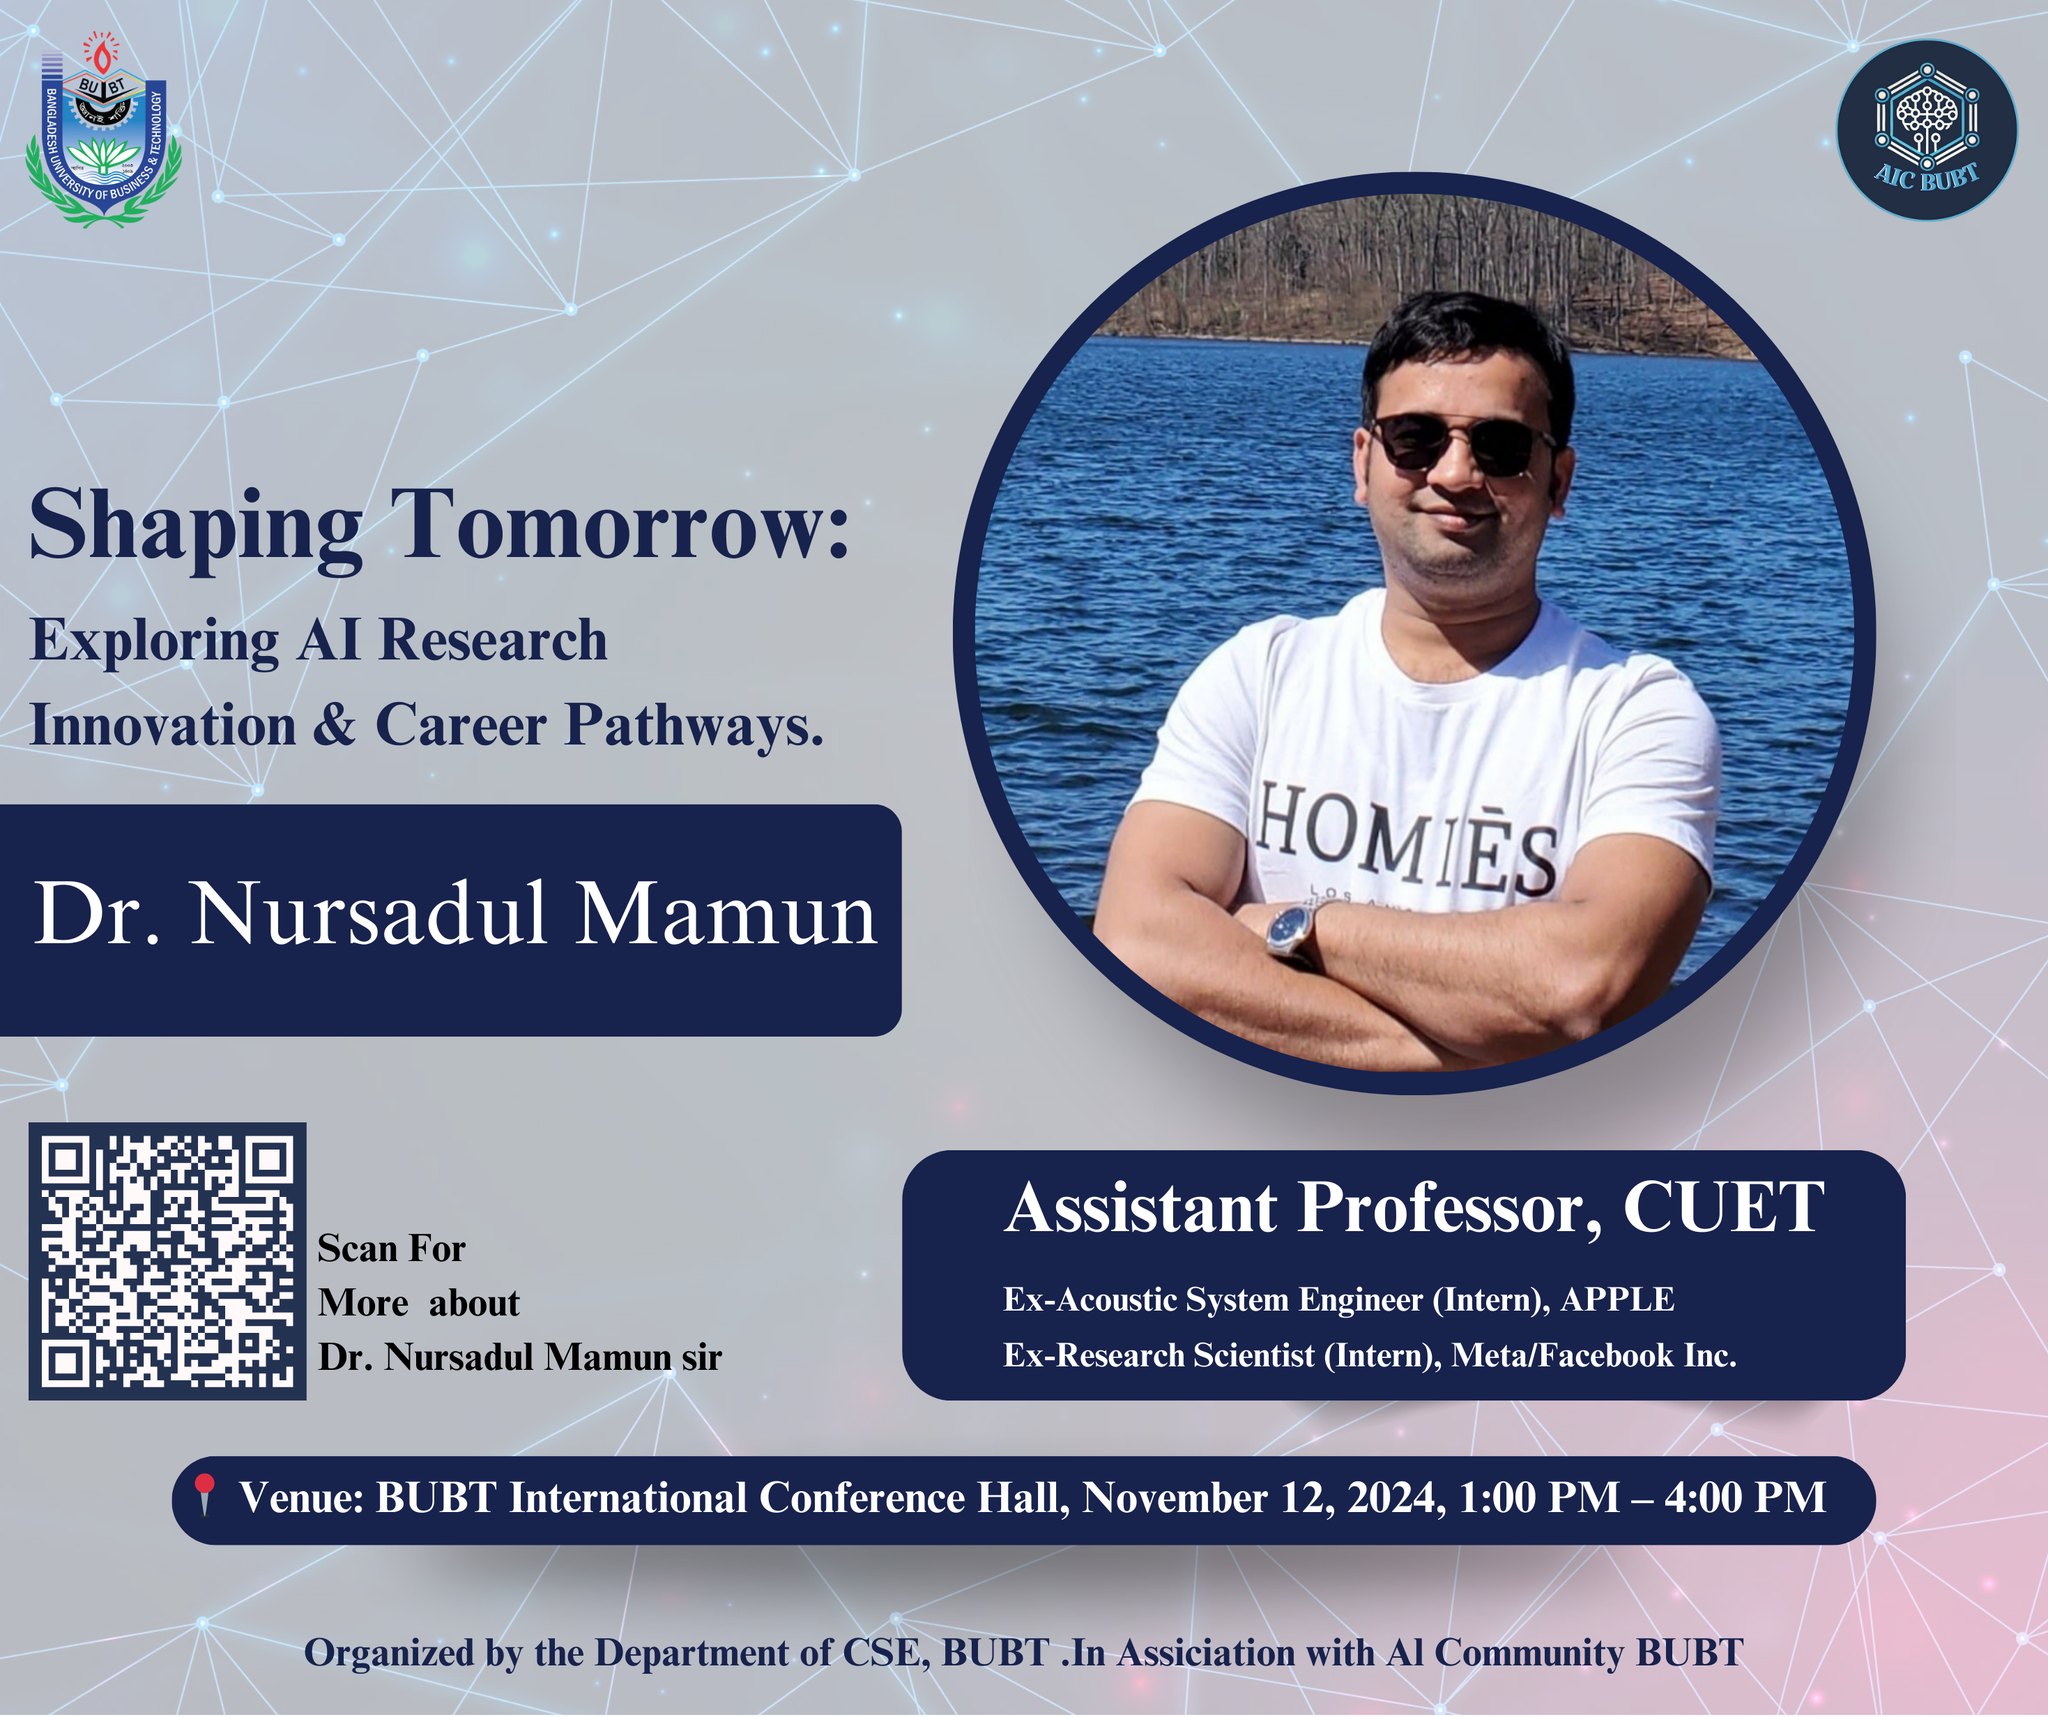 BUBT
BANGLADESH UNIVERSITY OF BUSINESS & TECHNOLOGY
AIC BUBT
Shaping Tomorrow:
Exploring AI Research
Innovation & Career Pathways.
Dr. Nursadul Mamun
HOMIĒS
LOS
Scan For
More about
Dr. Nursadul Mamun sir
Assistant Professor, CUET
Ex-Acoustic System Engineer (Intern), APPLE
Ex-Research Scientist (Intern), Meta/Facebook Inc.
Venue: BUBT International Conference Hall, November 12, 2024, 1:00 PM – 4:00 PM
Organized by the Department of CSE, BUBT .In Assiciation with Al Community BUBT